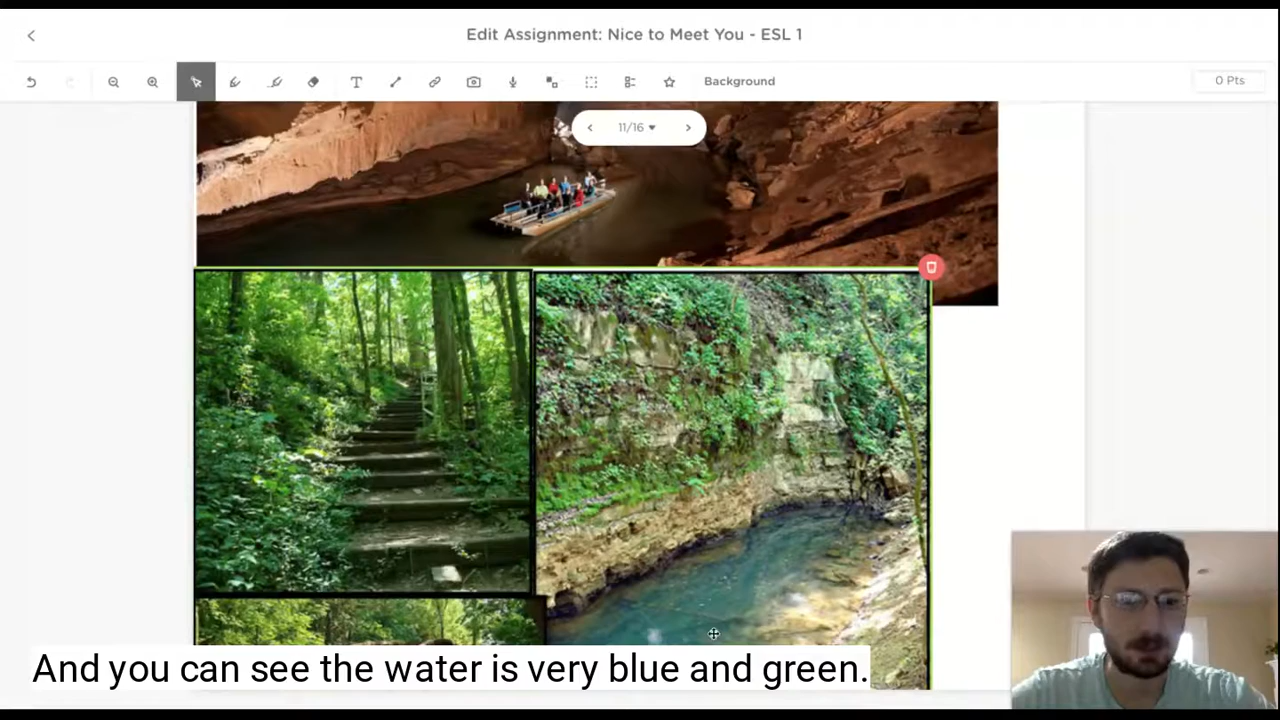 Edit Assignment: Nice to Meet You - ESL 1
T Background 0 Pts
11/16
And you can see the water is very blue and green.